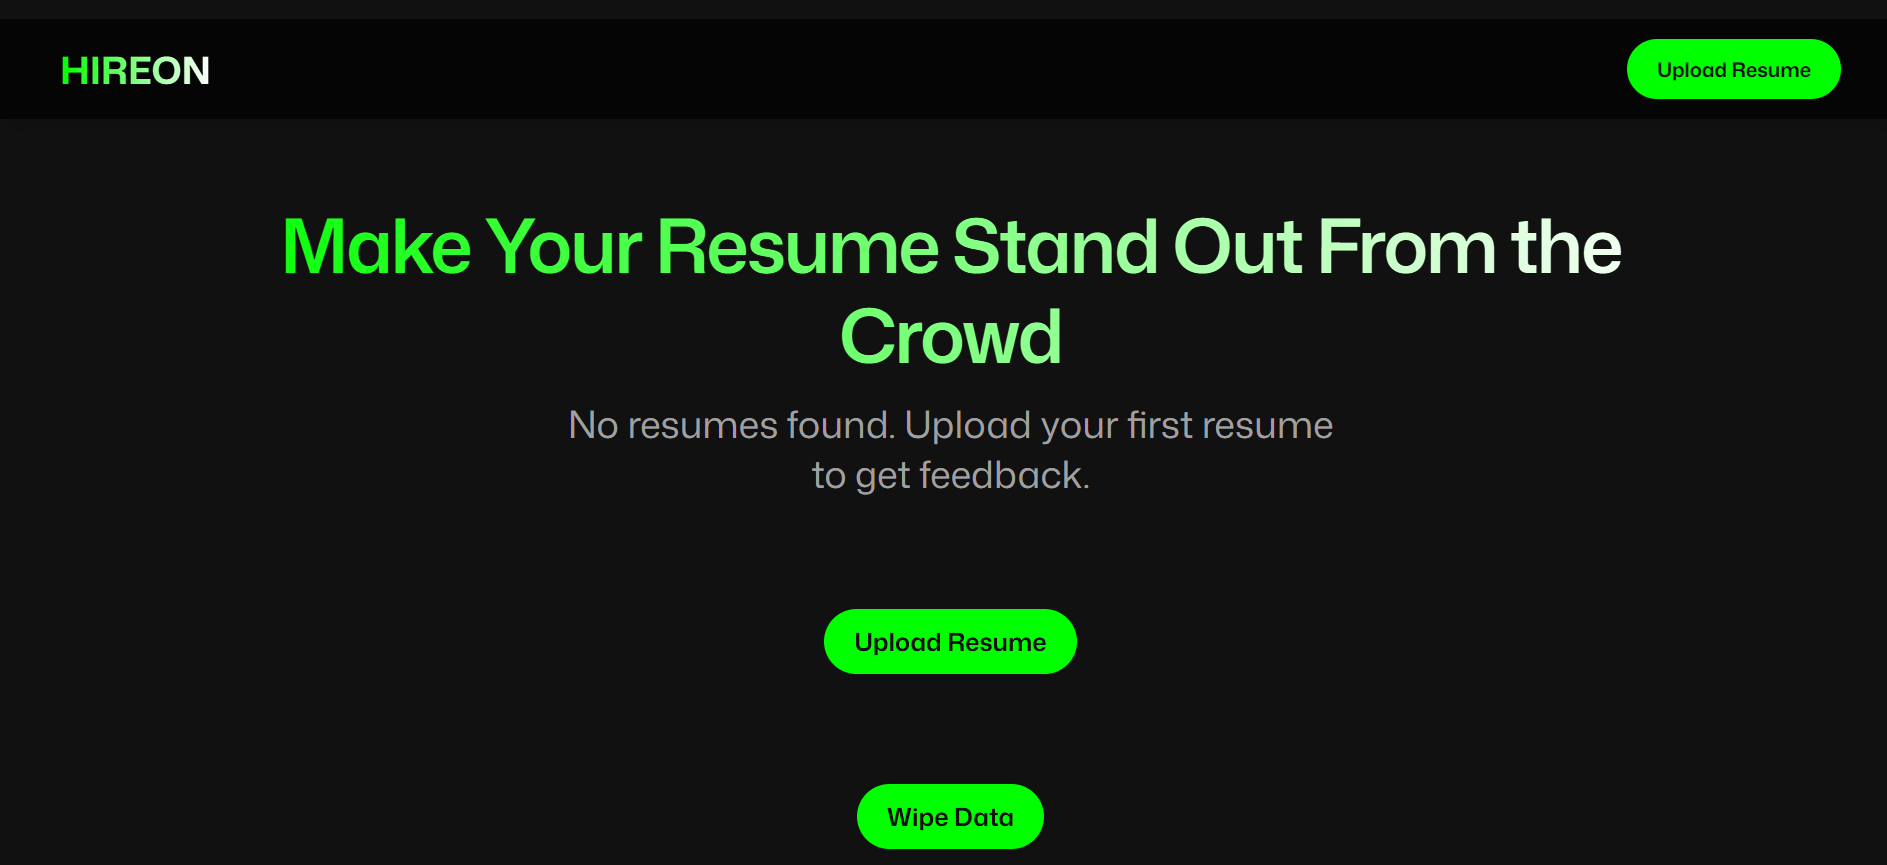 HIREON
Upload Resume
Make Your Resume Stand Out From the
Crowd
No resumes found. Upload your first resume
to get feedback.
Upload Resume
Wipe Data